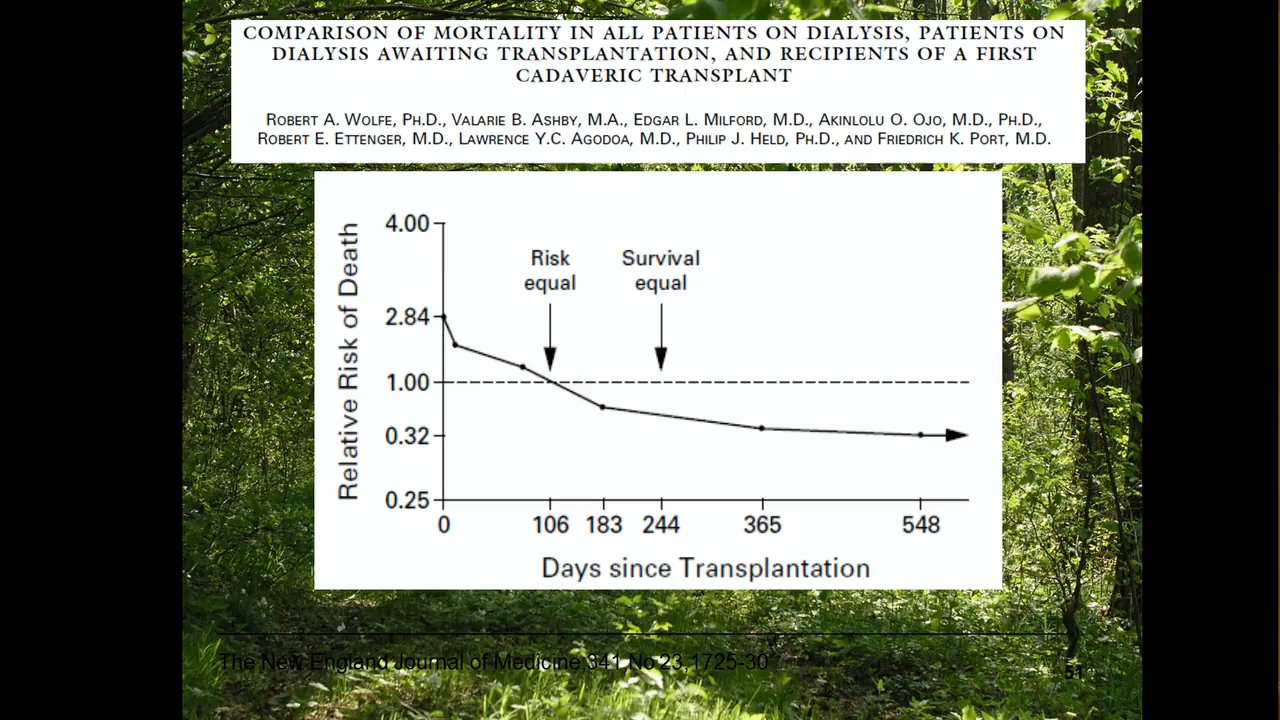 COMPARISON OF MORTALITY IN ALL PATIENTS ON DIALYSIS, PATIENTS ON
DIALYSIS AWAITING TRANSPLANTATION, AND RECIPIENTS OF A FIRST
CADAVERIC TRANSPLANT
ROBERT A. WOLFE, PH.D., VALARIE B. ASHBY, M.A., EDGAR L. MILFORD, M.D., AKINLOLU O. OJO, M.D., PH.D.,
ROBERT E. ETTENGER, M.D., LAWRENCE Y.C. AGODOA, M.D., PHILIP J. HELD, PH.D., AND FRIEDRICH K. PORT, M.D.
Relative Risk of Death
4.00
2.84
1.00
0.32
0.25
Risk
equal
Survival
equal
0 106 183 244 365 548
Days since Transplantation
The New England Journal of Medicine,341,No 23,1725-30
51